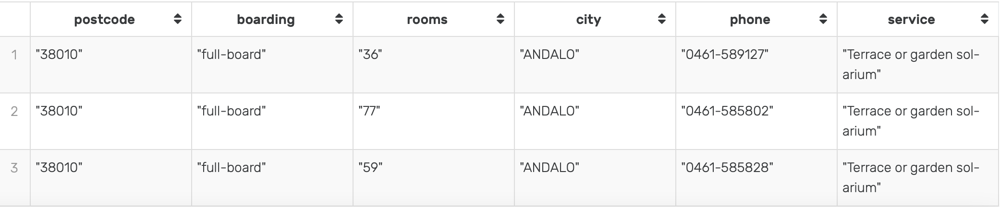 postcode boarding rooms city phone service
1 "38010" "full-board" "36" "ANDALO" "0461-589127" "Terrace or garden sol-
arium"
2 "38010" "full-board" "77" "ANDALO" "0461-585802" "Terrace or garden sol-
arium"
3 "38010" "full-board" "59" "ANDALO" "0461-585828" "Terrace or garden sol-
arium"